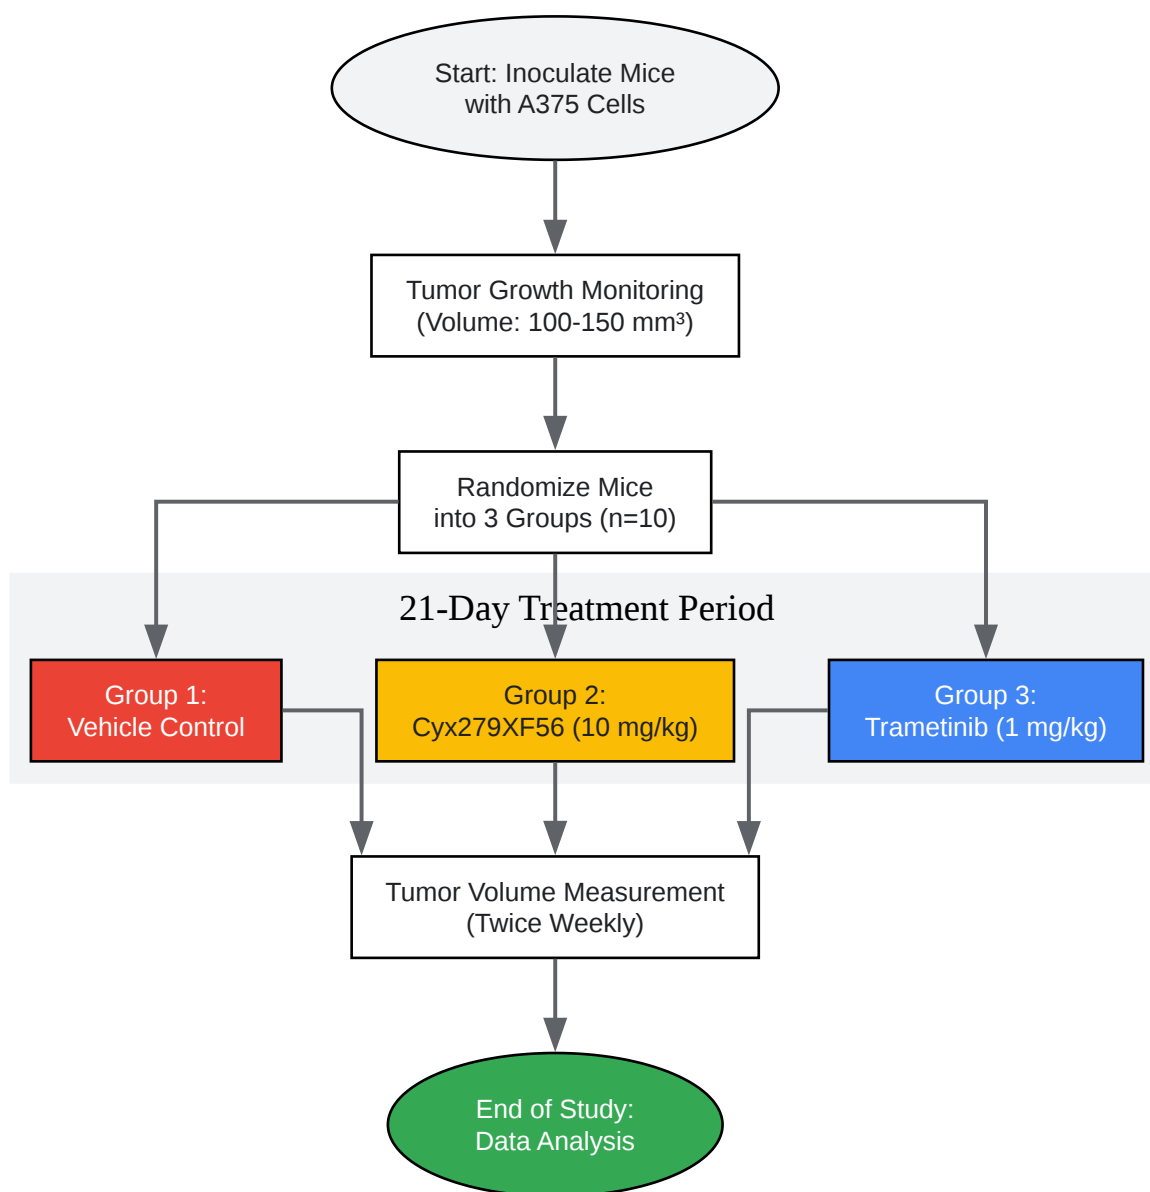 Start: Inoculate Mice
with A375 Cells
Tumor Growth Monitoring
(Volume: 100-150 mm³)
Randomize Mice
into 3 Groups (n=10)
21-Day Treatment Period
Group 1:
Vehicle Control
Group 2:
Cyx279XF56 (10 mg/kg)
Group 3:
Trametinib (1 mg/kg)
Tumor Volume Measurement
(Twice Weekly)
End of Study:
Data Analysis